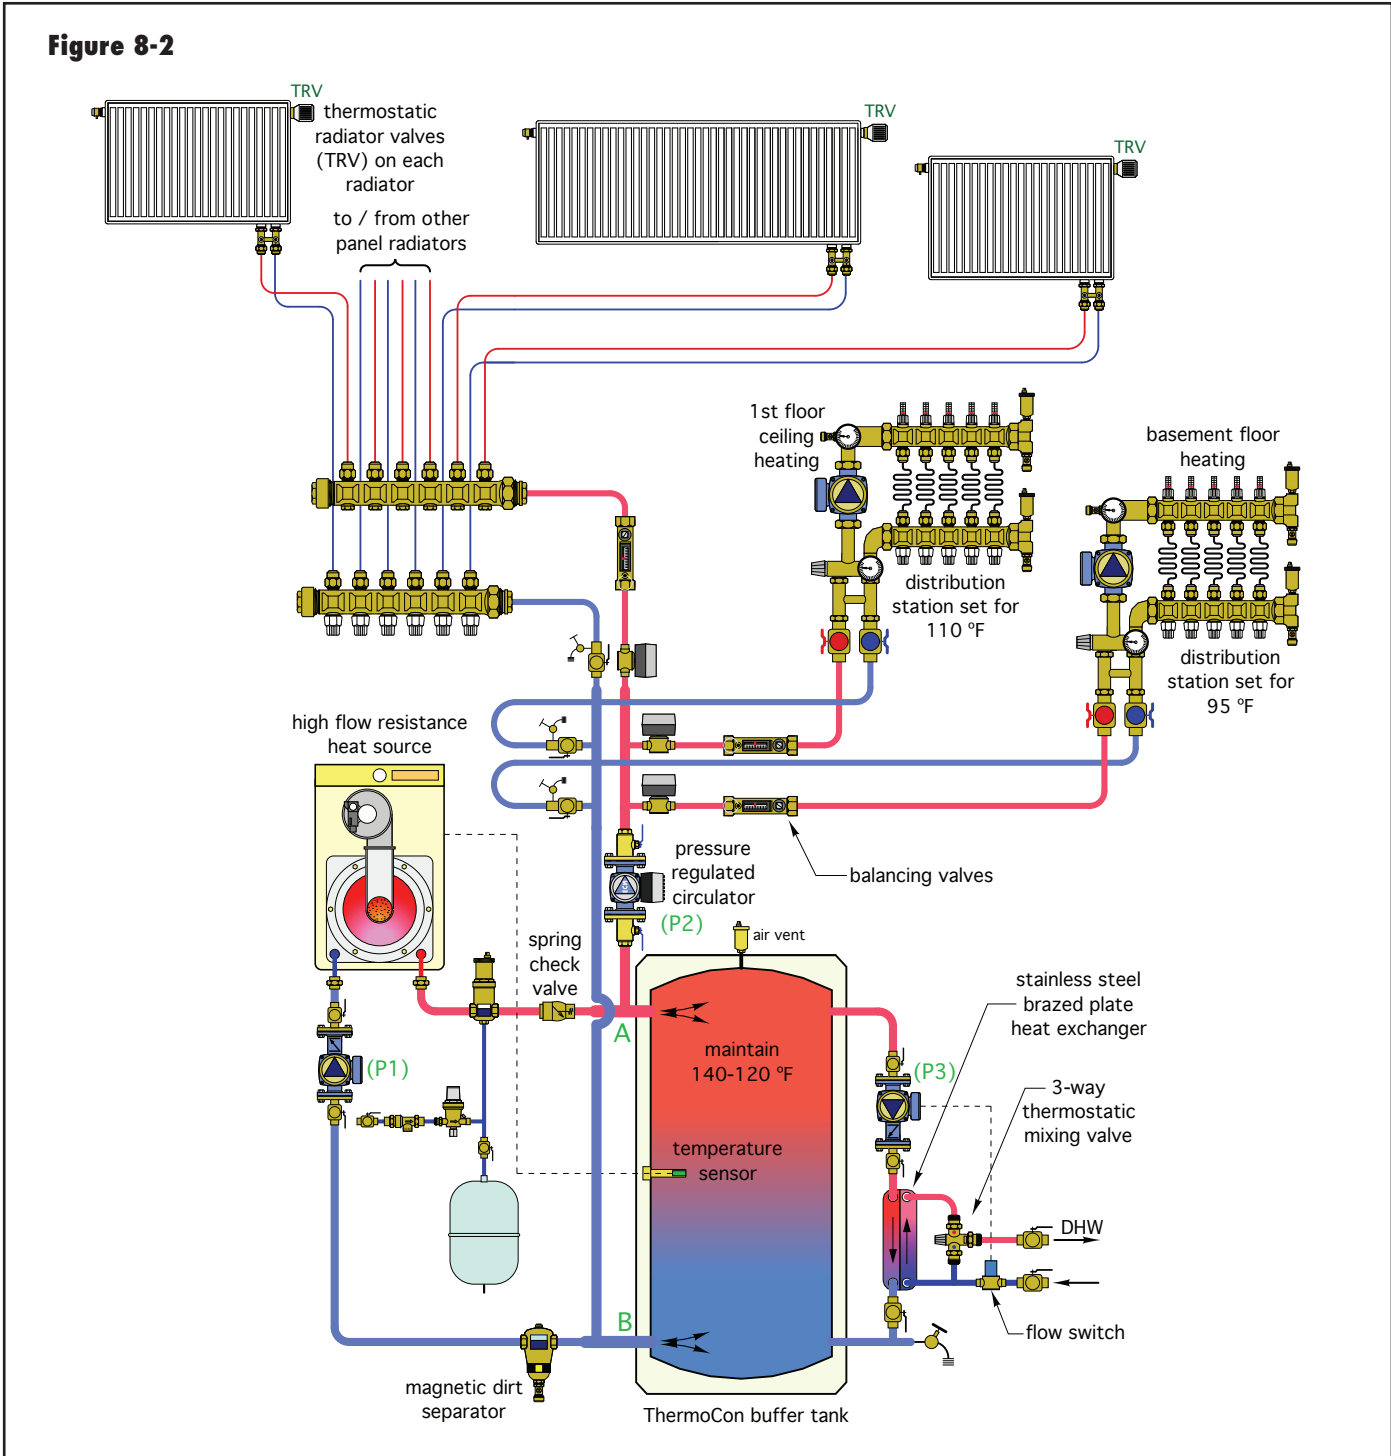 Figure 8-2
TRV
thermostatic
radiator valves
(TRV) on each
radiator
to / from other
panel radiators
TRV
TRV
1st floor
ceiling
heating
distribution
station set for
110 ºF
basement floor
heating
distribution
station set for
95 ºF
high flow resistance
heat source
pressure
regulated
circulator
(P2)
balancing valves
air vent
spring
check
valve
stainless steel
brazed plate
heat exchanger
A
maintain
140-120 ºF
(P1)
(P3)
3-way
thermostatic
mixing valve
temperature
sensor
DHW
B
flow switch
magnetic dirt
separator
ThermoCon buffer tank